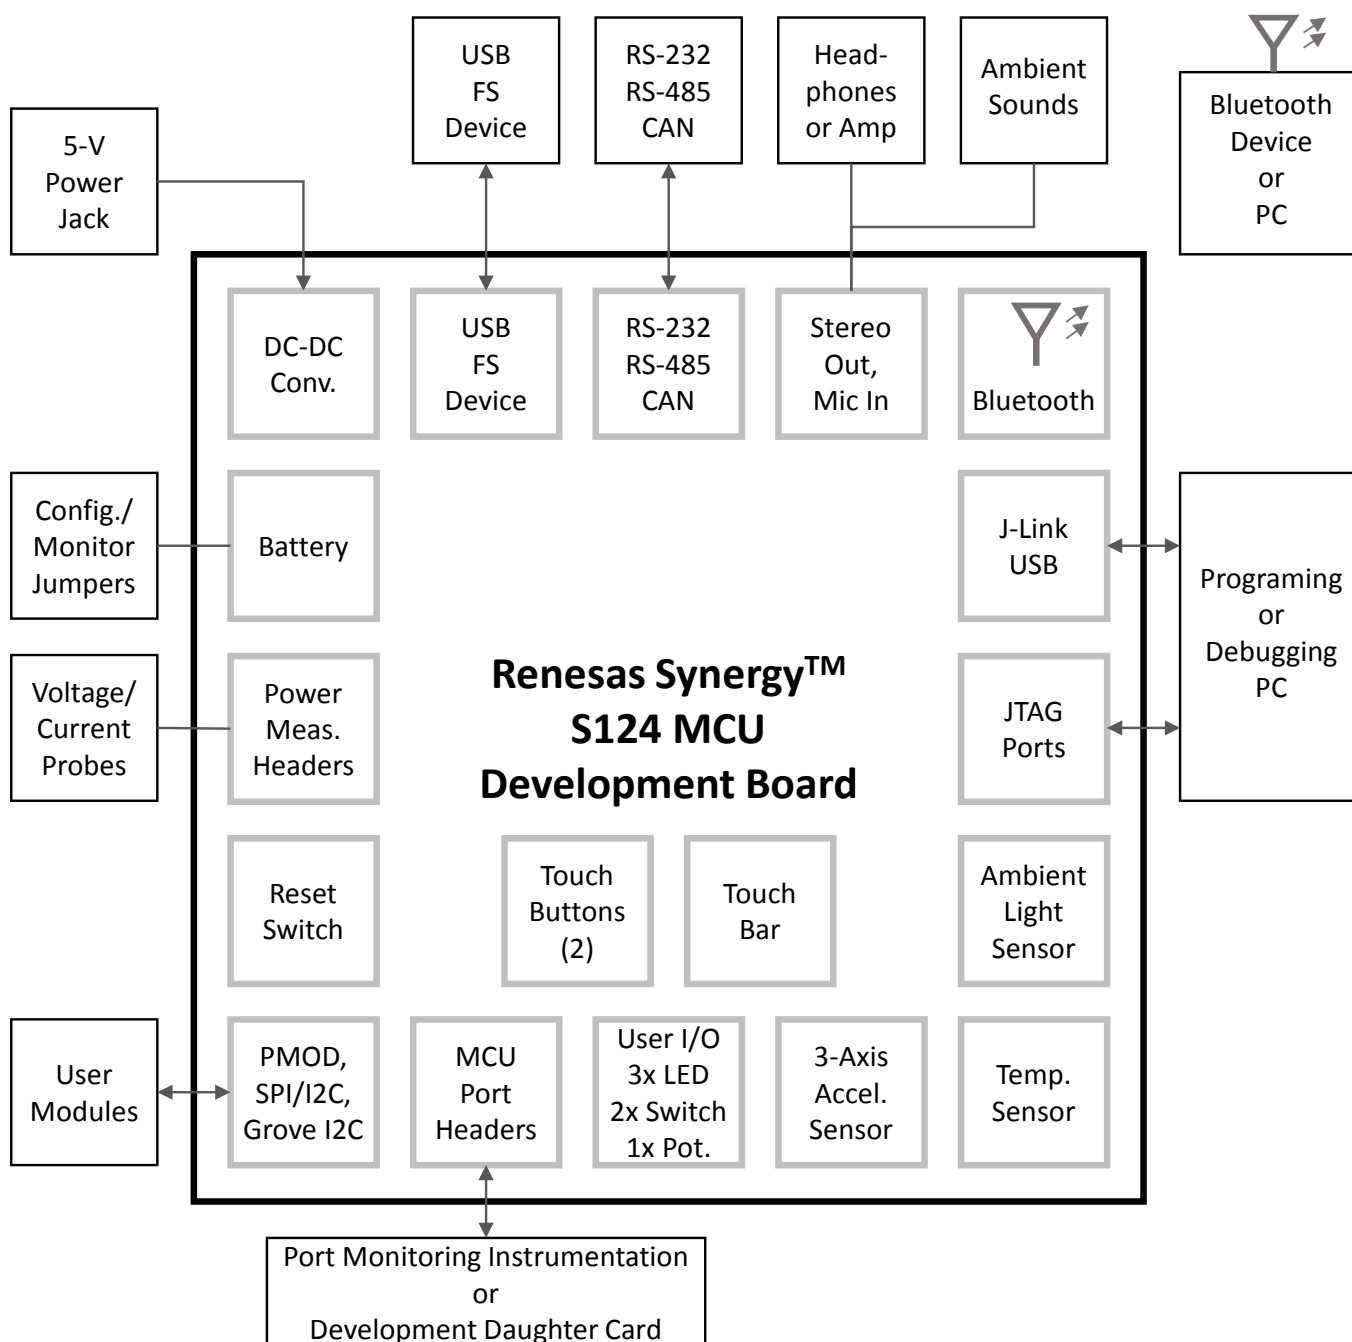 USB
FS
Device
RS-232
RS-485
CAN
Head-
phones
or Amp
Ambient
Sounds
Bluetooth
Device
or
PC
5-V
Power
Jack
DC-DC
Conv.
USB
FS
Device
RS-232
RS-485
CAN
Stereo
Out,
Mic In
Bluetooth
Config./
Monitor
Jumpers
Battery
J-Link
USB
Programing
or
Debugging
PC
Voltage/
Current
Probes
Power
Meas.
Headers
Renesas Synergy™
S124 MCU
Development Board
JTAG
Ports
Reset
Switch
Touch
Buttons
(2)
Touch
Bar
Ambient
Light
Sensor
User
Modules
PMOD,
SPI/I2C,
Grove I2C
MCU
Port
Headers
User I/O
3x LED
2x Switch
1x Pot.
3-Axis
Accel.
Sensor
Temp.
Sensor
Port Monitoring Instrumentation
or
Development Daughter Card